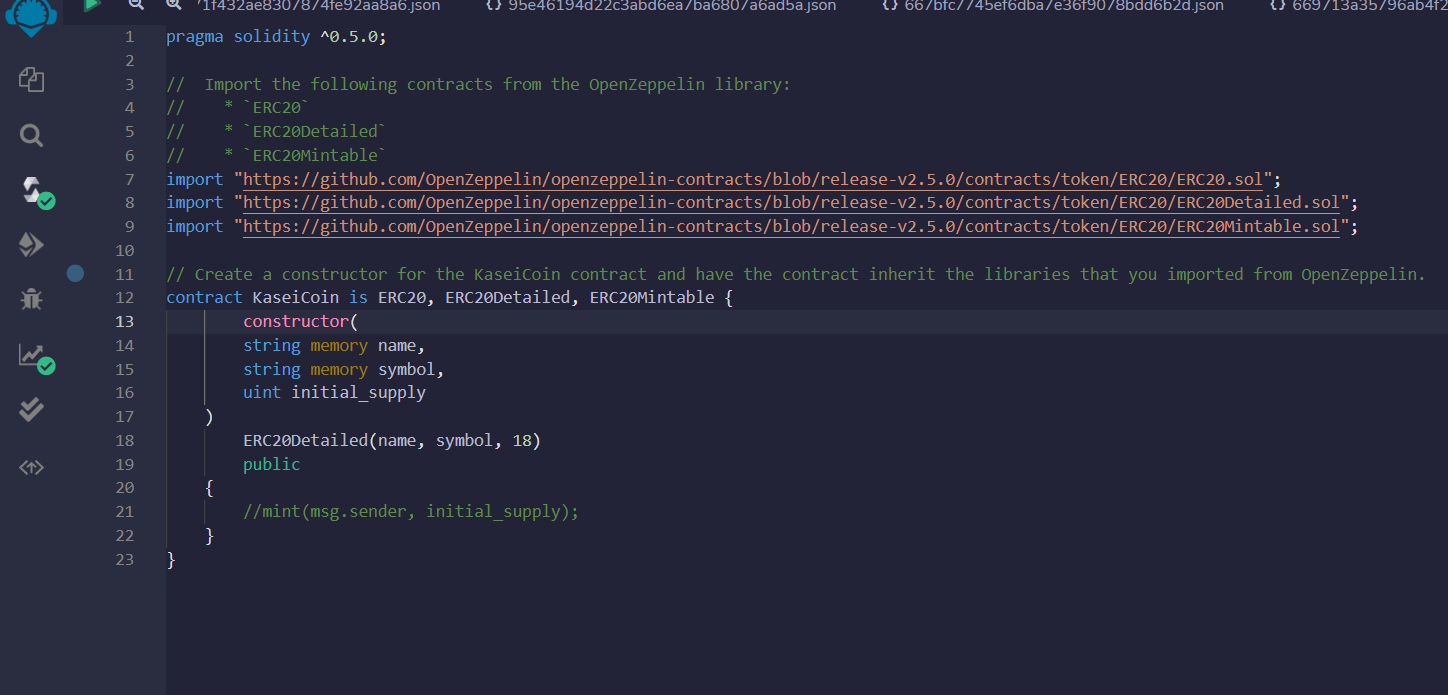 71f432ae8307874fe92aa8a6.json {} 95e46194d22c3abd6ea7ba6807a6ad5a.json {} 667bfc7745ef6dba7e36f9078bdd6b2d.json {} 669713a35796ab4f2
1 pragma solidity ^0.5.0;
2
3 //  Import the following contracts from the OpenZeppelin library:
4 //    * `ERC20`
5 //    * `ERC20Detailed`
6 //    * `ERC20Mintable`
7 import "https://github.com/OpenZeppelin/openzeppelin-contracts/blob/release-v2.5.0/contracts/token/ERC20/ERC20.sol";
8 import "https://github.com/OpenZeppelin/openzeppelin-contracts/blob/release-v2.5.0/contracts/token/ERC20/ERC20Detailed.sol";
9 import "https://github.com/OpenZeppelin/openzeppelin-contracts/blob/release-v2.5.0/contracts/token/ERC20/ERC20Mintable.sol";
10
11 // Create a constructor for the KaseiCoin contract and have the contract inherit the libraries that you imported from OpenZeppelin.
12 contract KaseiCoin is ERC20, ERC20Detailed, ERC20Mintable {
13         constructor(
14         string memory name,
15         string memory symbol,
16         uint initial_supply
17     )
18         ERC20Detailed(name, symbol, 18)
19         public
20     {
21         //mint(msg.sender, initial_supply);
22     }
23 }